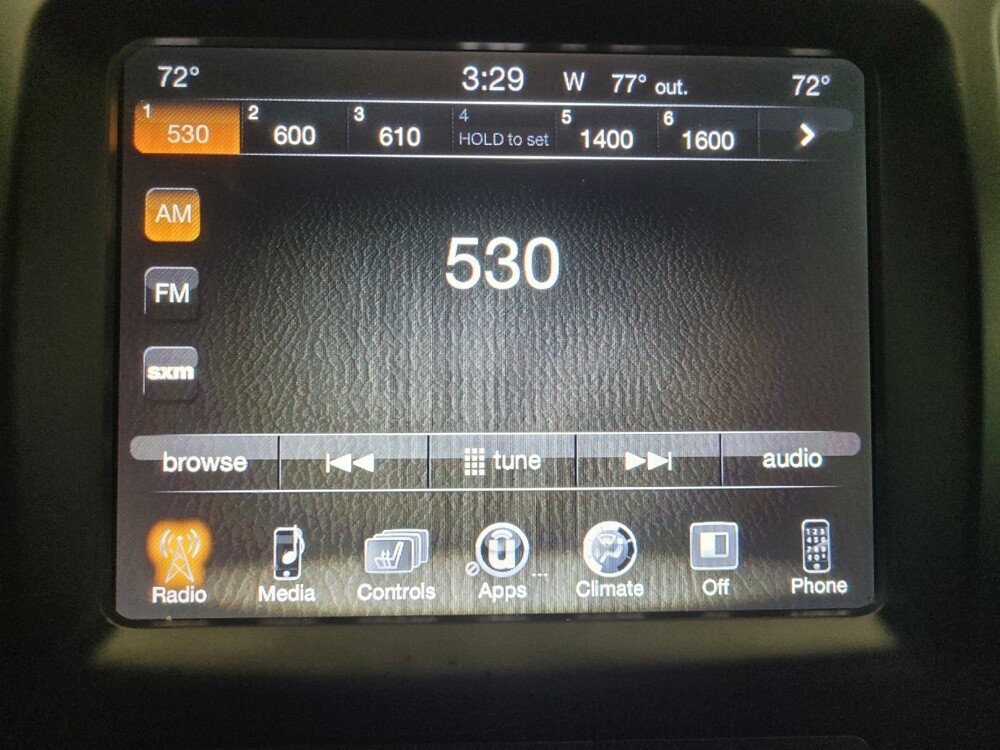 72° 3:29 W 77° out. 72°
1 2 3 4 5 6
530 600 610 HOLD to set 1400 1600
AM
530
FM
sxm
browse tune audio
Radio Media Controls Apps ... Climate Off Phone